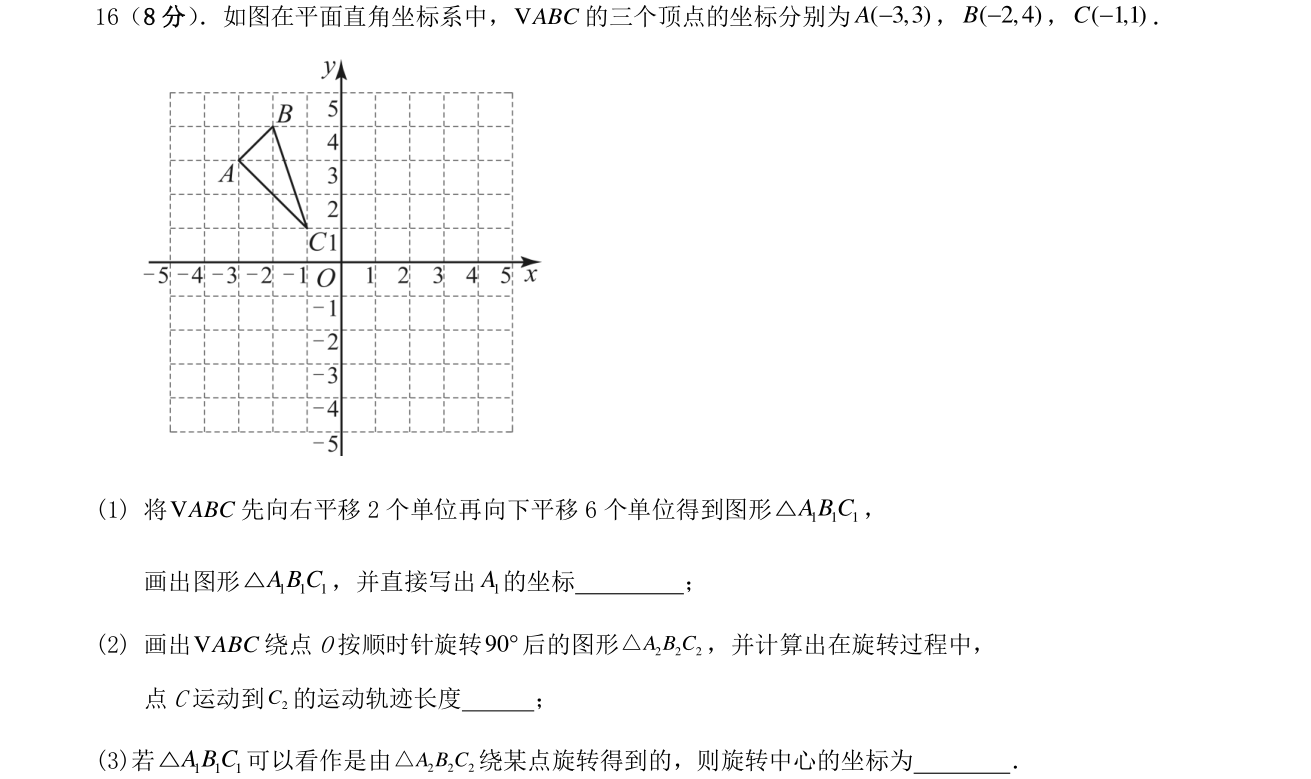 16（8分）．如图在平面直角坐标系中，VABC 的三个顶点的坐标分别为 A(−3,3)，B(−2,4)，C(−1,1)．
y
5
B
4
A
3
2
C 1
−5 −4 −3 −2 −1 O 1 2 3 4 5 x
−1
−2
−3
−4
−5
(1) 将VABC 先向右平移 2 个单位再向下平移 6 个单位得到图形△A₁B₁C₁，
画出图形△A₁B₁C₁，并直接写出 A₁的坐标_________；
(2) 画出VABC 绕点 O按顺时针旋转90°后的图形△A₂B₂C₂，并计算出在旋转过程中，
点 C运动到C₂的运动轨迹长度______；
(3)若△A₁B₁C₁可以看作是由△A₂B₂C₂绕某点旋转得到的，则旋转中心的坐标为________．